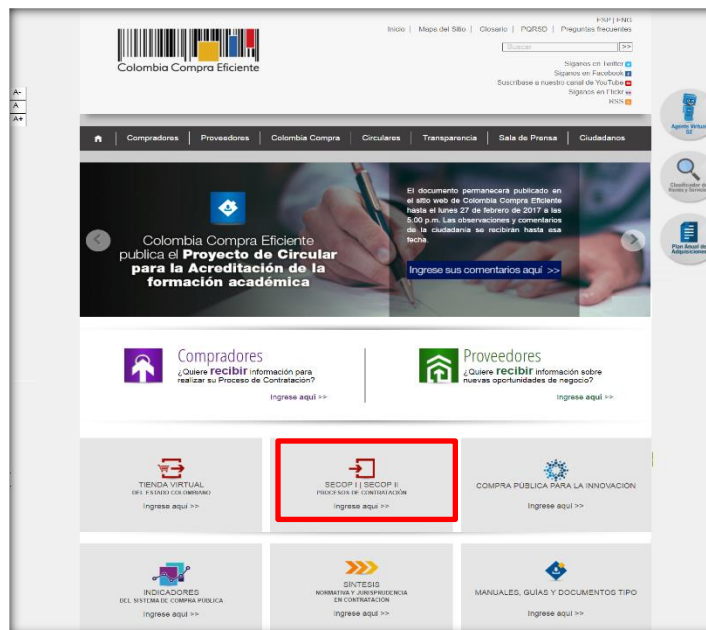 ESP | ENG
Inicio | Mapa del Sitio | Glosario | PQRSD | Preguntas frecuentes
Buscar >>
Colombia Compra Eficiente
Síganos en Twitter
Síganos en Facebook
Suscríbase a nuestro canal de YouTube
Síganos en Flickr
RSS
A-
A
A+
Agente Virtual
SI
Clasificador de
Bienes y Servicios
Plan Anual de
Adquisiciones
Compradores | Proveedores | Colombia Compra | Circulares | Transparencia | Sala de Prensa | Ciudadanos
Colombia Compra Eficiente
publica el Proyecto de Circular
para la Acreditación de la
formación académica
El documento permanecerá publicado en
el sitio web de Colombia Compra Eficiente
hasta el lunes 27 de febrero de 2017 a las
5:00 p.m. Las observaciones y comentarios
de la ciudadanía se recibirán hasta esa
fecha.
Ingrese sus comentarios aquí >>
Compradores
¿Quiere recibir información para
realizar su Proceso de Contratación?
Ingrese aquí >>
Proveedores
¿Quiere recibir información sobre
nuevas oportunidades de negocio?
Ingrese aquí >>
TIENDA VIRTUAL
DEL ESTADO COLOMBIANO
Ingrese aquí >>
SECOP I | SECOP II
PROCESOS DE CONTRATACIÓN
Ingrese aquí >>
COMPRA PÚBLICA PARA LA INNOVACIÓN
Ingrese aquí >>
INDICADORES
DEL SISTEMA DE COMPRA PÚBLICA
Ingrese aquí >>
SÍNTESIS
NORMATIVA Y JURISPRUDENCIA
EN CONTRATACIÓN
Ingrese aquí >>
MANUALES, GUÍAS Y DOCUMENTOS TIPO
Ingrese aquí >>